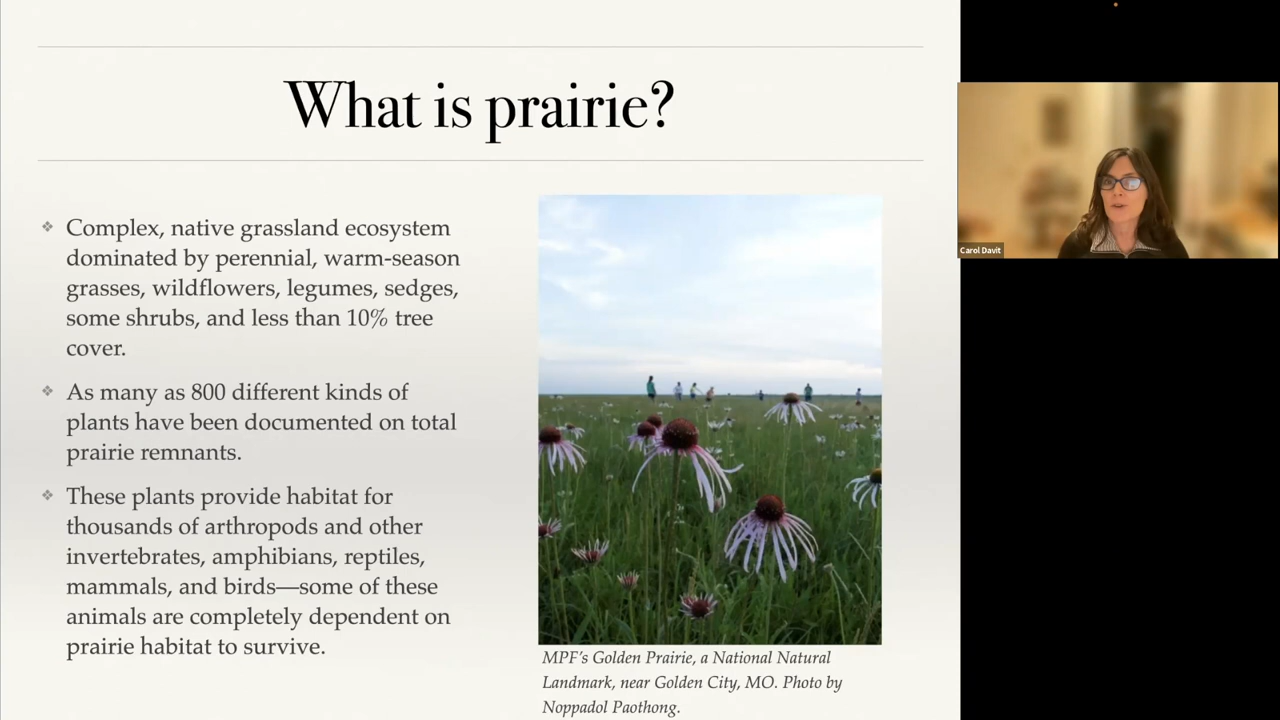 What is prairie?
Complex, native grassland ecosystem
dominated by perennial, warm-season
grasses, wildflowers, legumes, sedges,
some shrubs, and less than 10% tree
cover.
As many as 800 different kinds of
plants have been documented on total
prairie remnants.
These plants provide habitat for
thousands of arthropods and other
invertebrates, amphibians, reptiles,
mammals, and birds—some of these
animals are completely dependent on
prairie habitat to survive.
MPF's Golden Prairie, a National Natural
Landmark, near Golden City, MO. Photo by
Noppadol Paothong.
Carol Davit